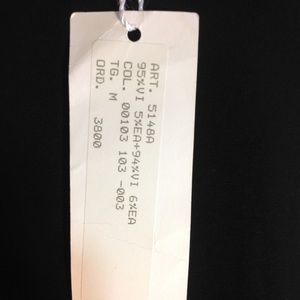 ART. 5148A
95%VI 5%EA+94%VI 6%EA
COL. 00103 103 -003
TG. M
ORD. 3800